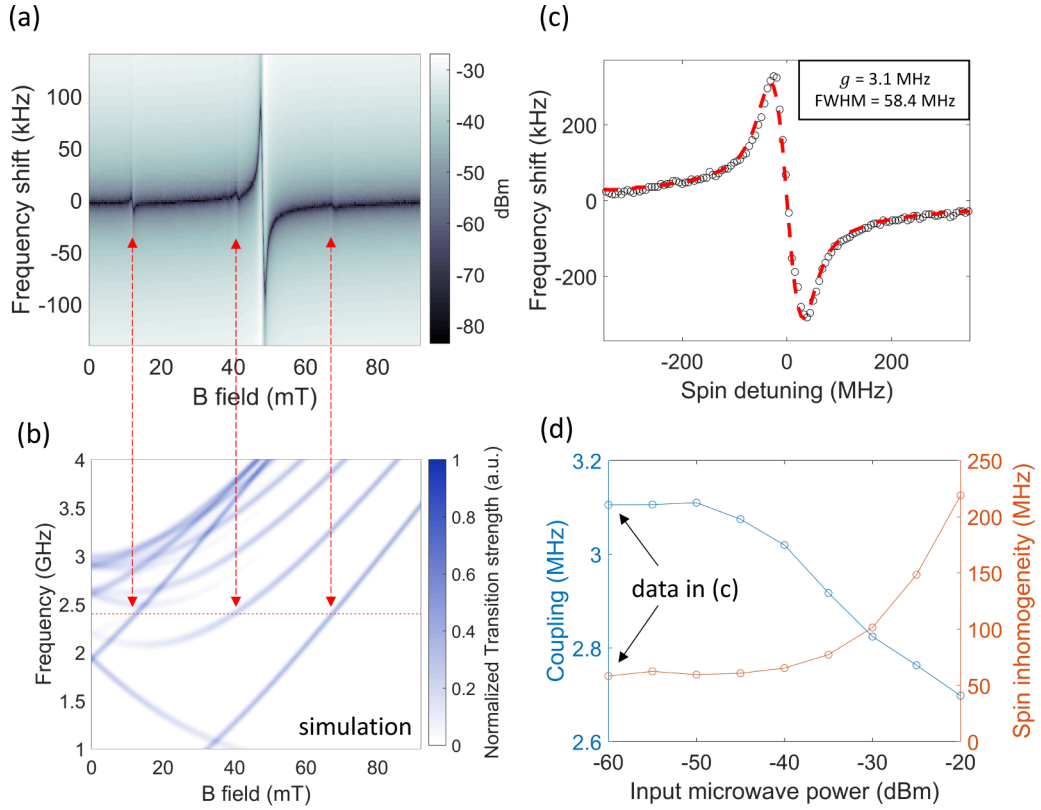 (a)
Frequency shift (kHz)
100
50
0
-50
-100
0
20
40
60
80
B field (mT)
-30
-40
-50
-60
-70
-80
dBm
(c)
g = 3.1 MHz
FWHM = 58.4 MHz
Frequency shift (kHz)
200
0
-200
-200
0
200
Spin detuning (MHz)
(b)
Frequency (GHz)
4
3.5
3
2.5
2
1.5
1
simulation
0
20
40
60
80
B field (mT)
1
0.8
0.6
0.4
0.2
0
Normalized Transition strength (a.u.)
(d)
Coupling (MHz)
3.2
3
2.8
2.6
data in (c)
250
200
150
100
50
0
Spin inhomogeneity (MHz)
-60
-50
-40
-30
-20
Input microwave power (dBm)